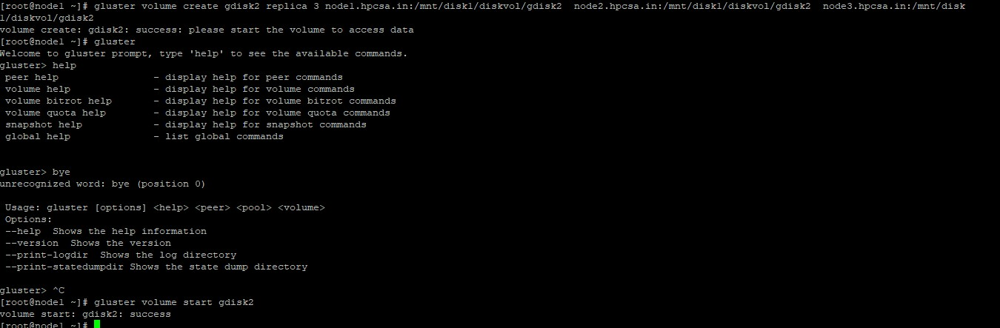 [root@node1 ~]# gluster volume create gdisk2 replica 3 node1.hpcsa.in:/mnt/disk1/diskvol/gdisk2  node2.hpcsa.in:/mnt/disk1/diskvol/gdisk2  node3.hpcsa.in:/mnt/disk
1/diskvol/gdisk2
volume create: gdisk2: success: please start the volume to access data
[root@node1 ~]# gluster
Welcome to gluster prompt, type 'help' to see the available commands.
gluster> help
 peer help                - display help for peer commands
 volume help              - display help for volume commands
 volume bitrot help       - display help for volume bitrot commands
 volume quota help        - display help for volume quota commands
 snapshot help            - display help for snapshot commands
 global help              - list global commands
gluster> bye
unrecognized word: bye (position 0)
 Usage: gluster [options] <help> <peer> <pool> <volume>
 Options:
 --help  Shows the help information
 --version  Shows the version
 --print-logdir  Shows the log directory
 --print-statedumpdir Shows the state dump directory
gluster> ^C
[root@node1 ~]# gluster volume start gdisk2
volume start: gdisk2: success
[root@node1 ~]#